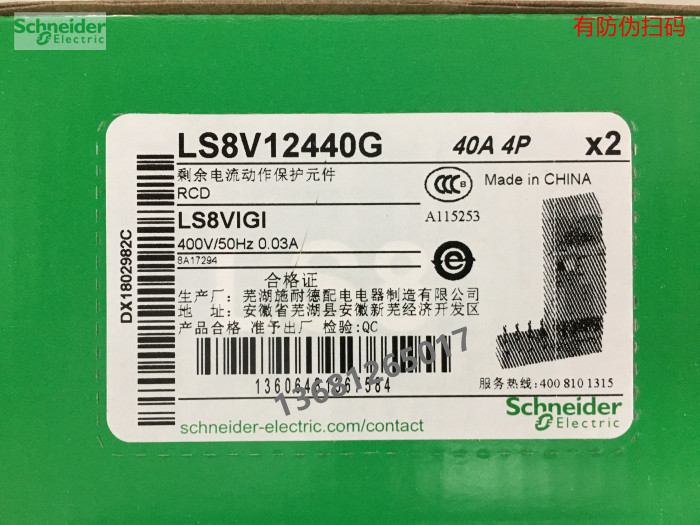 Schneider
Electric
有防伪扫码
LS8V12440G 40A 4P x2
剩余电流动作保护元件
RCD
CCC S Made in CHINA
A115253
LS8VIGI
400V/50Hz 0.03A
8A17294
合格证
生产厂: 芜湖施耐德配电电器制造有限公司
地 址: 安徽省芜湖县安徽新芜经济开发区
产品合格 准予出厂 检验:QC
13681265017
服务热线:400 810 1315
Schneider
Electric
schneider-electric.com/contact
DX1802982C